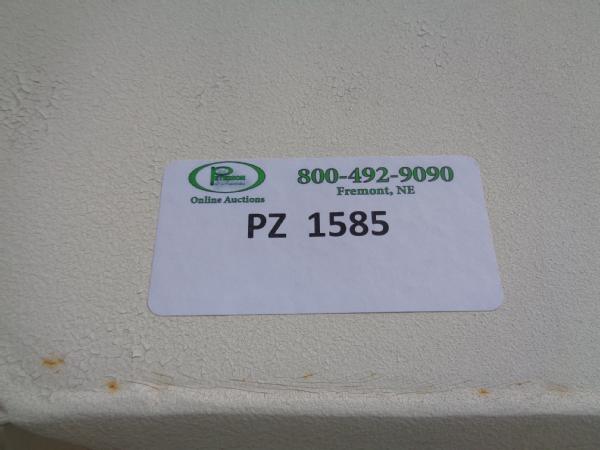 800-492-9090
Fremont, NE
Online Auctions
PZ 1585